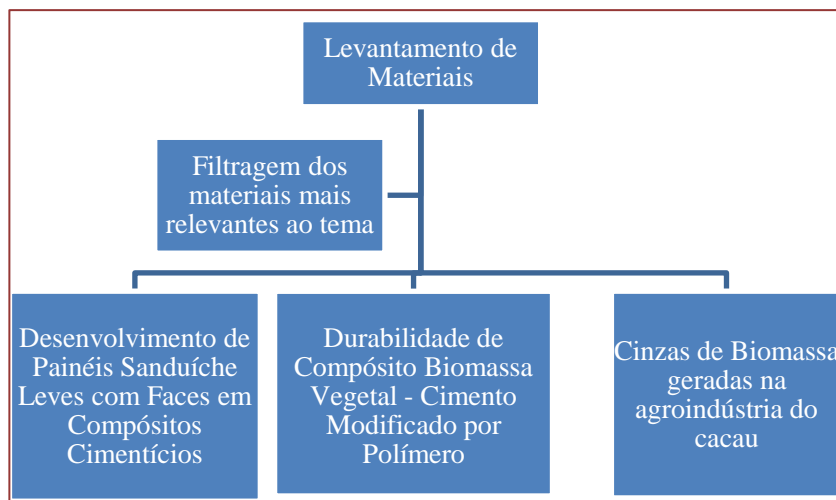 Levantamento de
Materiais
Filtragem dos
materiais mais
relevantes ao tema
Desenvolvimento de
Painéis Sanduíche
Leves com Faces em
Compósitos
Cimentícios
Durabilidade de
Compósito Biomassa
Vegetal - Cimento
Modificado por
Polímero
Cinzas de Biomassa
geradas na
agroindústria do
cacau